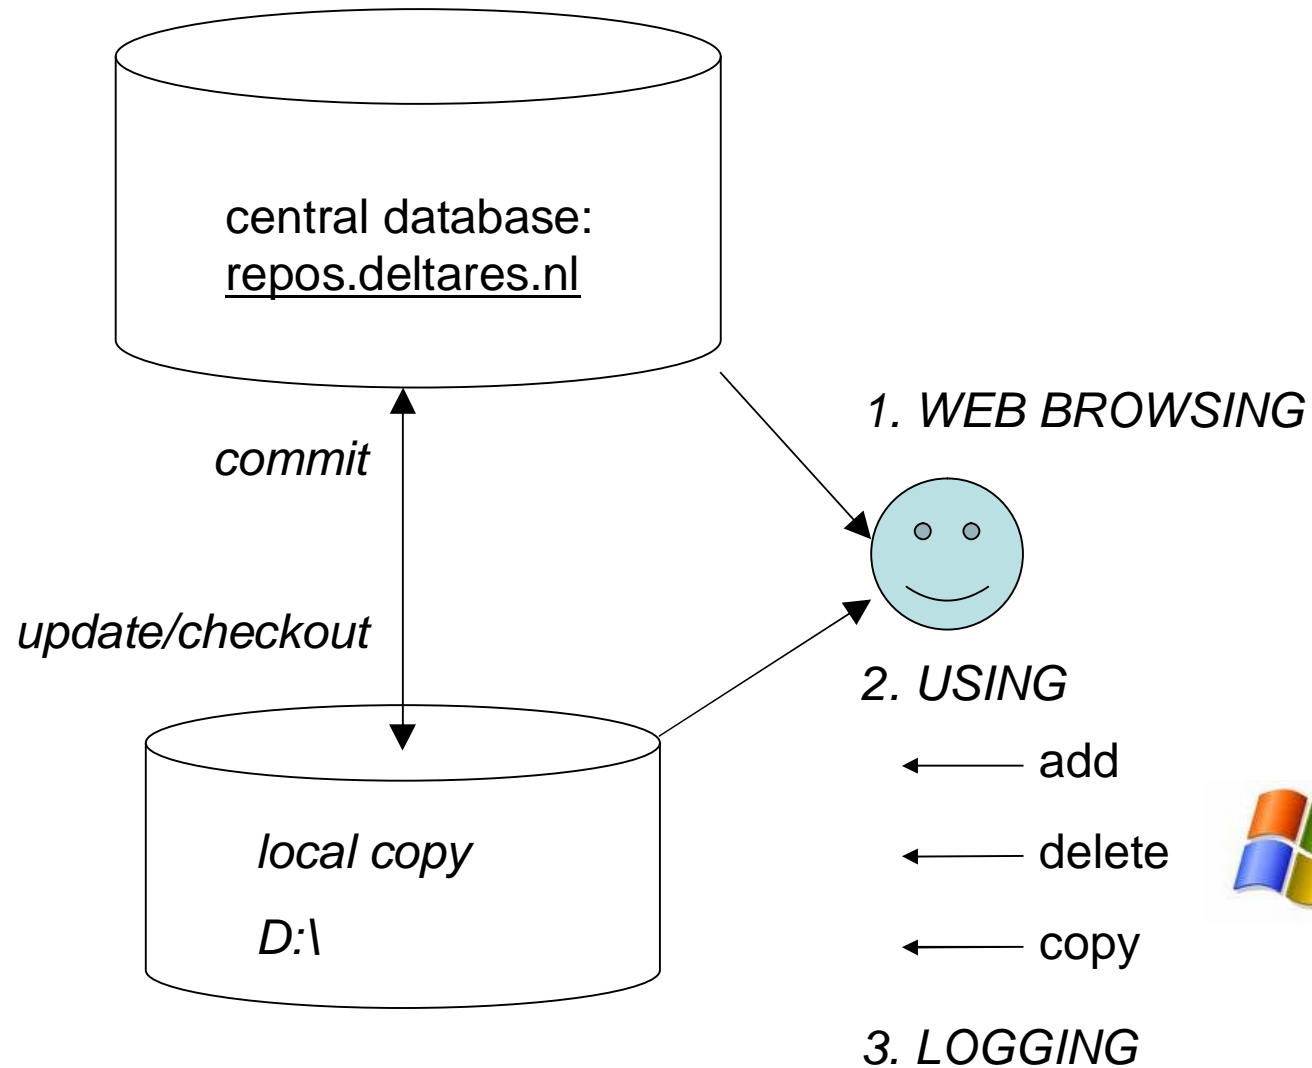 central database:
repos.deltares.nl
commit
update/checkout
local copy
D:\
1. WEB BROWSING
2. USING
add
delete
copy
3. LOGGING